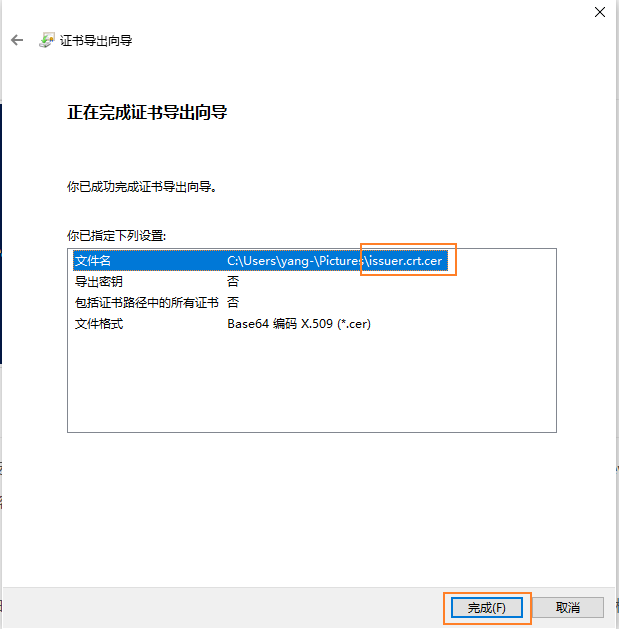 证书导出向导
正在完成证书导出向导
你已成功完成证书导出向导。
你已指定下列设置:
文件名 C:\Users\yang-\Pictures\issuer.crt.cer
导出密钥 否
包括证书路径中的所有证书 否
文件格式 Base64 编码 X.509 (*.cer)
完成(F) 取消